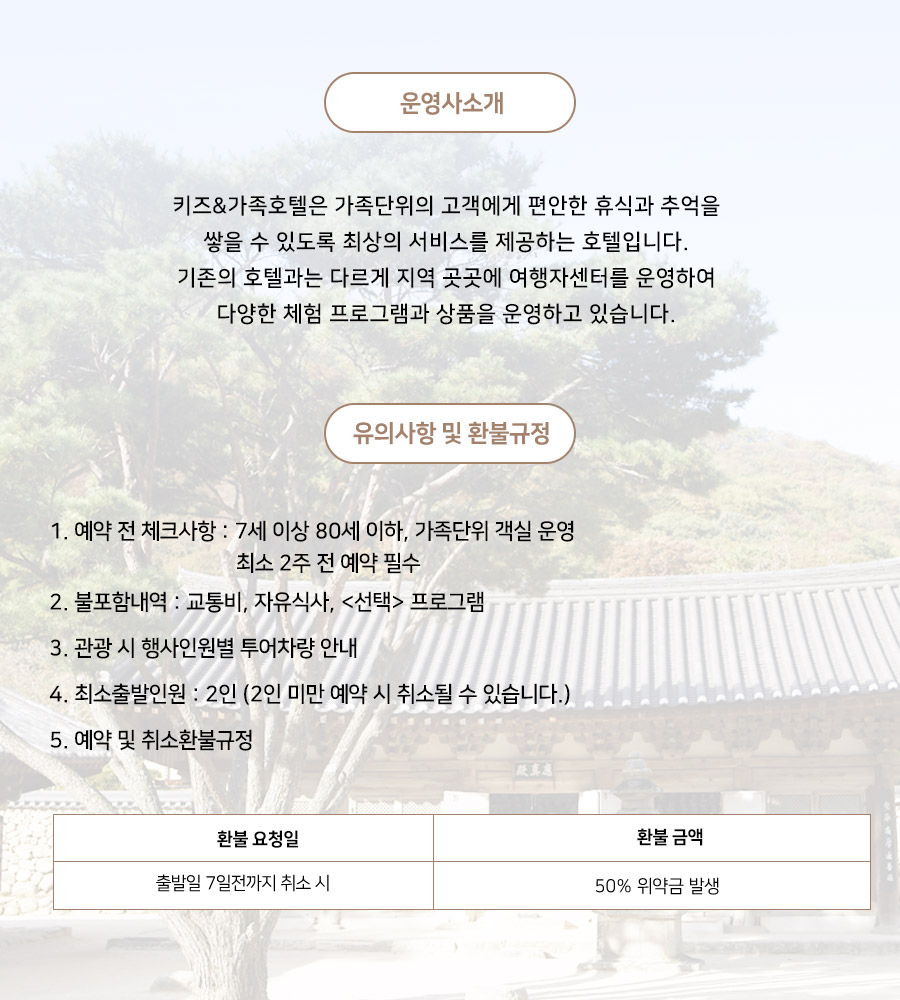 운영사소개
키즈&가족호텔은 가족단위의 고객에게 편안한 휴식과 추억을
쌓을 수 있도록 최상의 서비스를 제공하는 호텔입니다.
기존의 호텔과는 다르게 지역 곳곳에 여행자센터를 운영하여
다양한 체험 프로그램과 상품을 운영하고 있습니다.
유의사항 및 환불규정
1. 예약 전 체크사항 : 7세 이상 80세 이하, 가족단위 객실 운영
최소 2주 전 예약 필수
2. 불포함내역 : 교통비, 자유식사, <선택> 프로그램
3. 관광 시 행사인원별 투어차량 안내
4. 최소출발인원 : 2인 (2인 미만 예약 시 취소될 수 있습니다.)
5. 예약 및 취소환불규정
殿真應
환불 요청일 환불 금액
출발일 7일전까지 취소 시 50% 위약금 발생